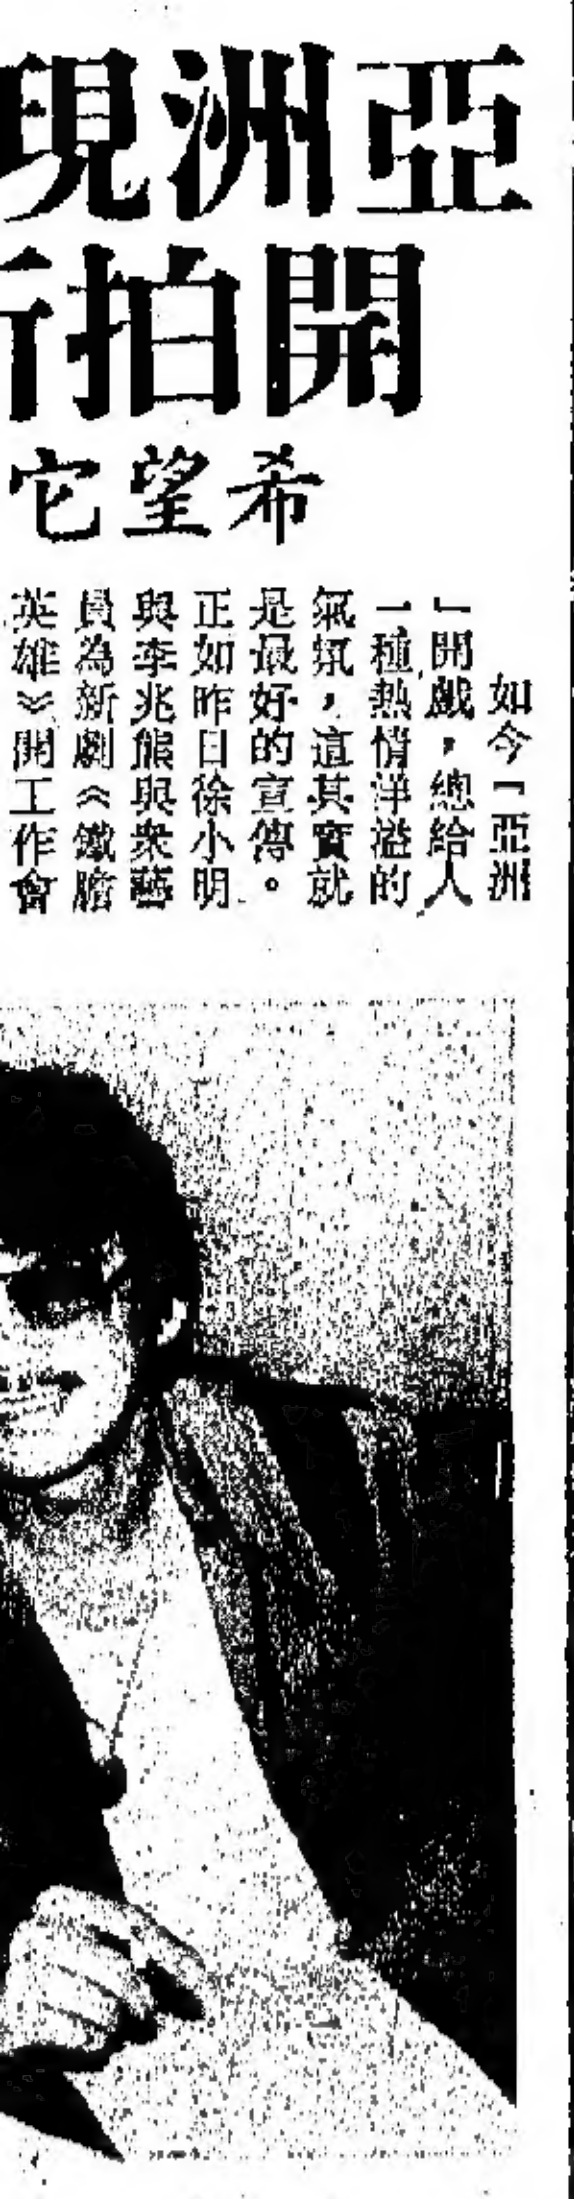 亞洲現
開拍
希望它
如今「亞洲
」開戲，總給人
一種熱情洋溢的
氣氛，這其實就
是最好的宣傳。
正如昨日徐小明
與李兆熊與衆藝
員為新劇《鐵膽
英雄》開工作會